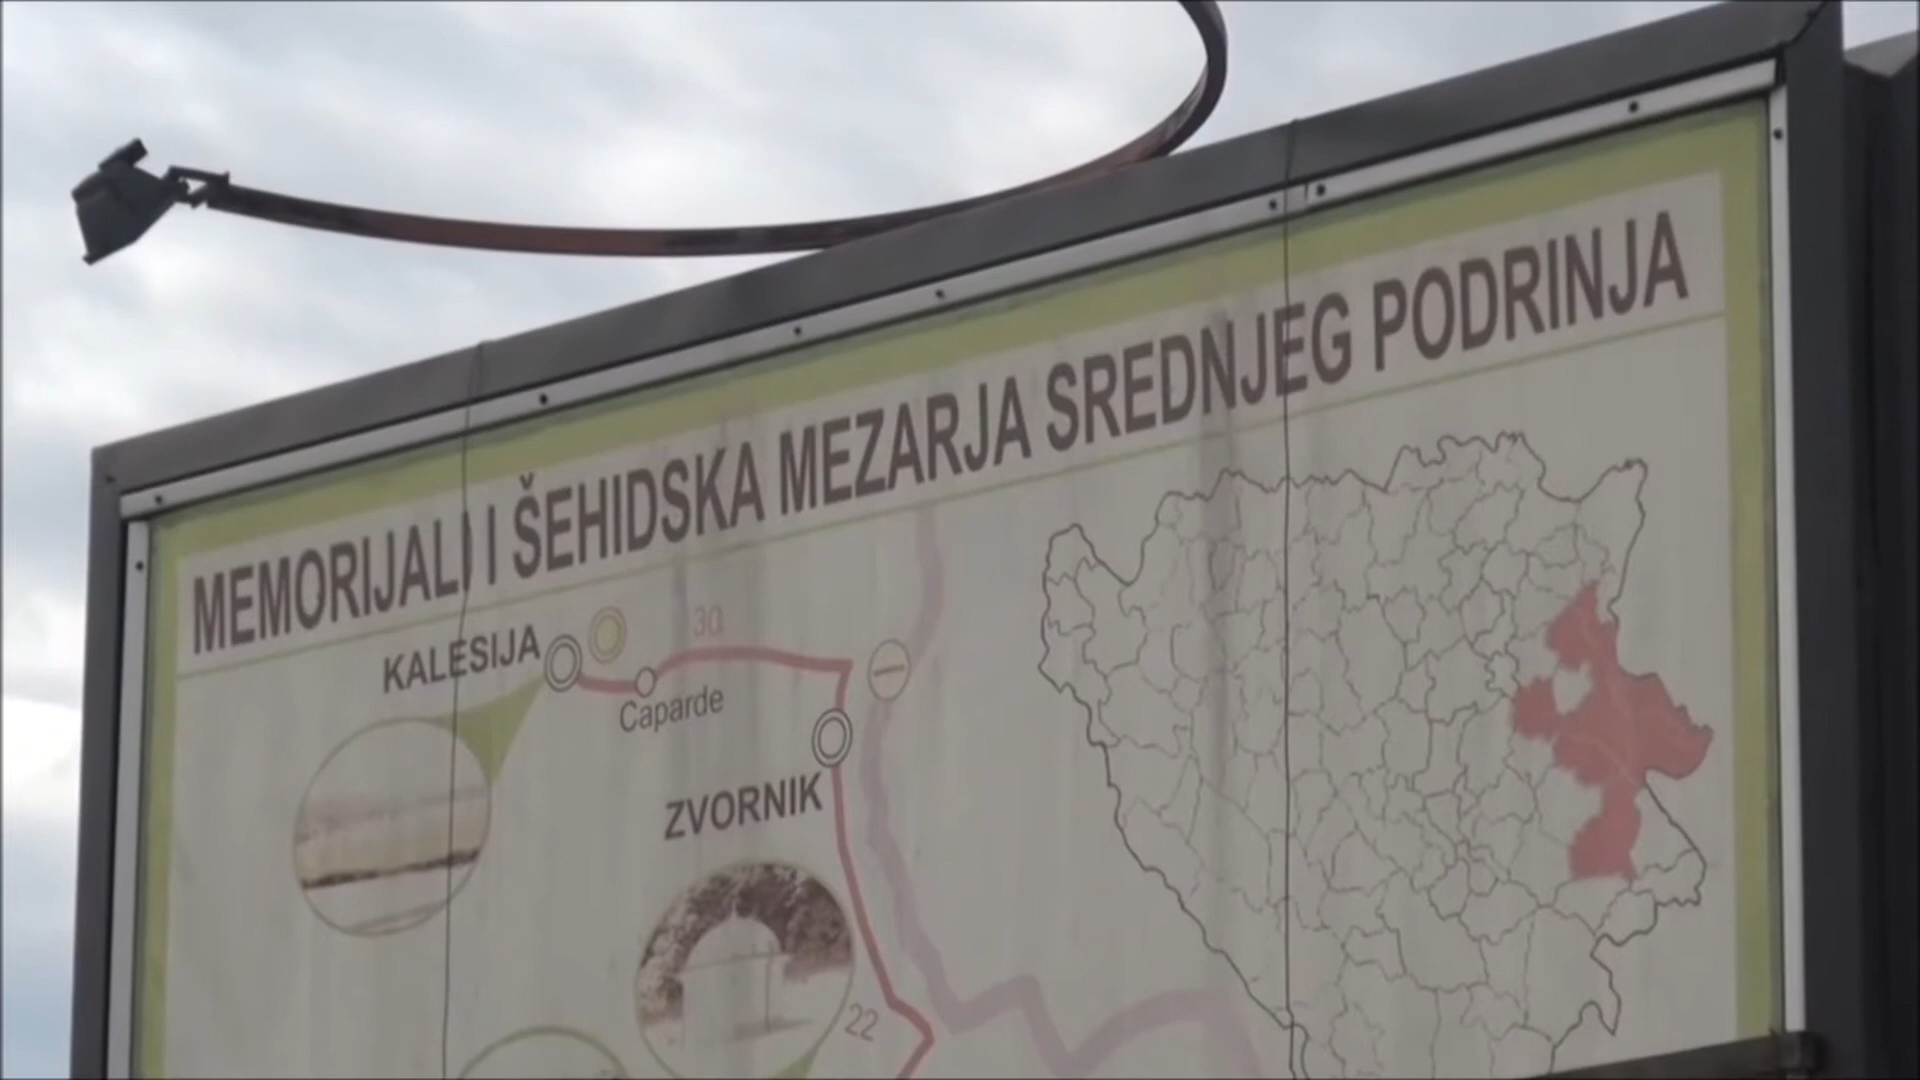 MEMORIJALI I ŠEHIDSKA MEZARJA SREDNJEG PODRINJA
KALESIJA
30
Caparde
ZVORNIK
22